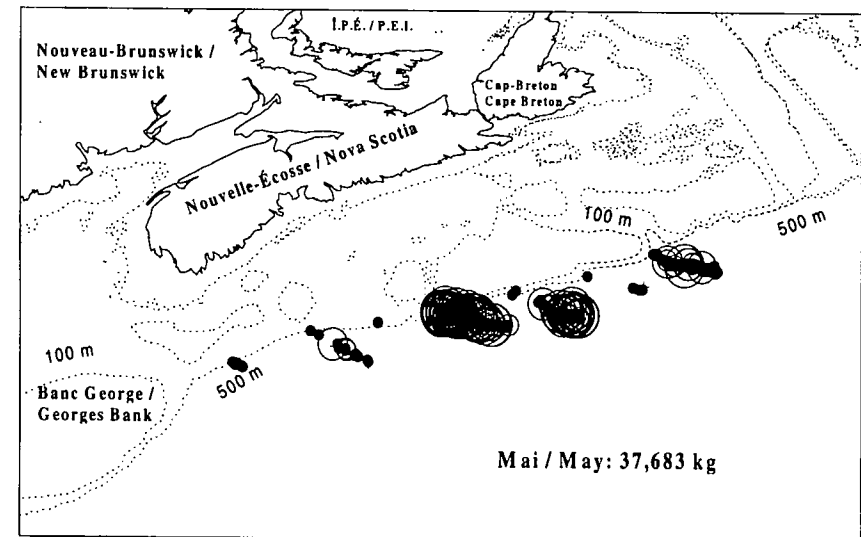 Î.P.É. / P.E.I.
Nouveau-Brunswick /
New Brunswick
Cap-Breton
Cape Breton
Nouvelle-Écosse / Nova Scotia
100 m
500 m
100 m
500 m
Banc George /
Georges Bank
Mai / May: 37,683 kg